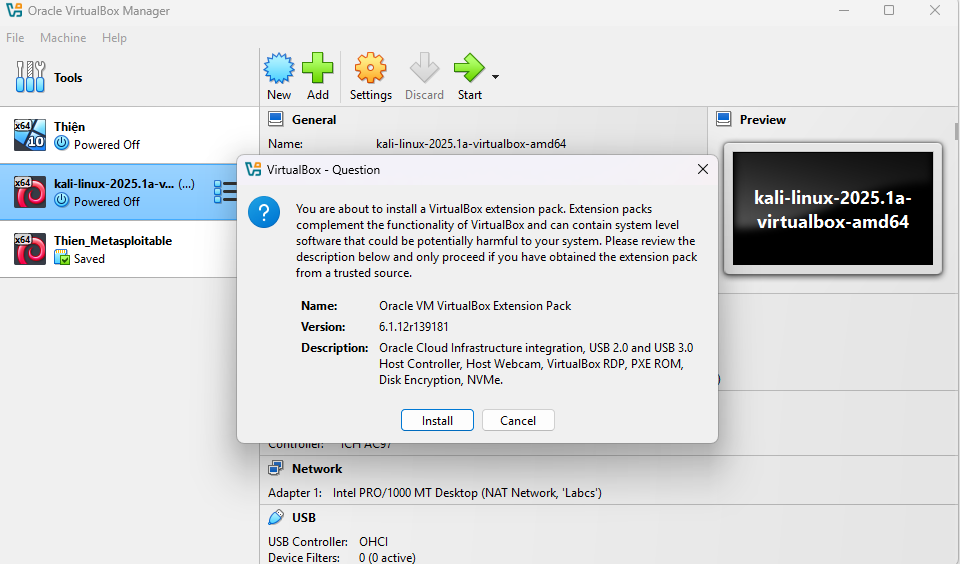 Oracle VirtualBox Manager
File Machine Help
Tools
New Add Settings Discard Start
x64 10 Thiện
Powered Off
x64 kali-linux-2025.1a-v... (...)
Powered Off
x64 Thien_Metasploitable
Saved
General
Name: kali-linux-2025.1a-virtualbox-amd64
Preview
kali-linux-2025.1a-
virtualbox-amd64
VirtualBox - Question
You are about to install a VirtualBox extension pack. Extension packs
complement the functionality of VirtualBox and can contain system level
software that could be potentially harmful to your system. Please review the
description below and only proceed if you have obtained the extension pack
from a trusted source.
Name: Oracle VM VirtualBox Extension Pack
Version: 6.1.12r139181
Description: Oracle Cloud Infrastructure integration, USB 2.0 and USB 3.0
Host Controller, Host Webcam, VirtualBox RDP, PXE ROM,
Disk Encryption, NVMe.
Install Cancel
)
Controller: ICH AC97
Network
Adapter 1: Intel PRO/1000 MT Desktop (NAT Network, 'Labcs')
USB
USB Controller: OHCI
Device Filters: 0 (0 active)